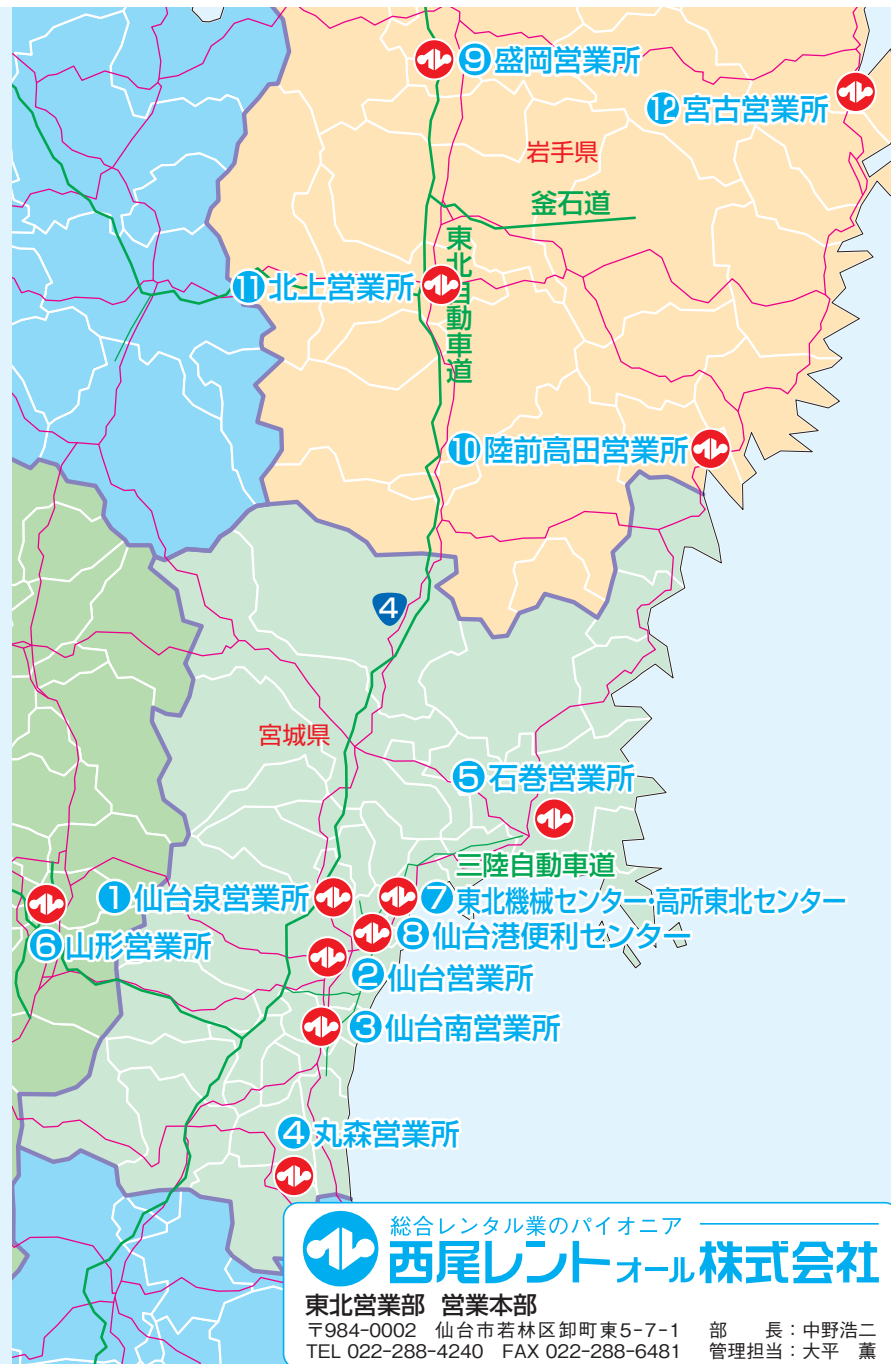 ⑨盛岡営業所
⑫宮古営業所
岩手県
釜石道
東北自動車道
⑪北上営業所
⑩陸前高田営業所
4
宮城県
⑤石巻営業所
三陸自動車道
①仙台泉営業所
⑦東北機械センター・高所東北センター
⑥山形営業所
⑧仙台港便利センター
②仙台営業所
③仙台南営業所
④丸森営業所
総合レンタル業のパイオニア
西尾レントオール株式会社
東北営業部 営業本部
〒984-0002 仙台市若林区卸町東5-7-1 部 長：中野浩二
TEL 022-288-4240 FAX 022-288-6481 管理担当：大平 薫